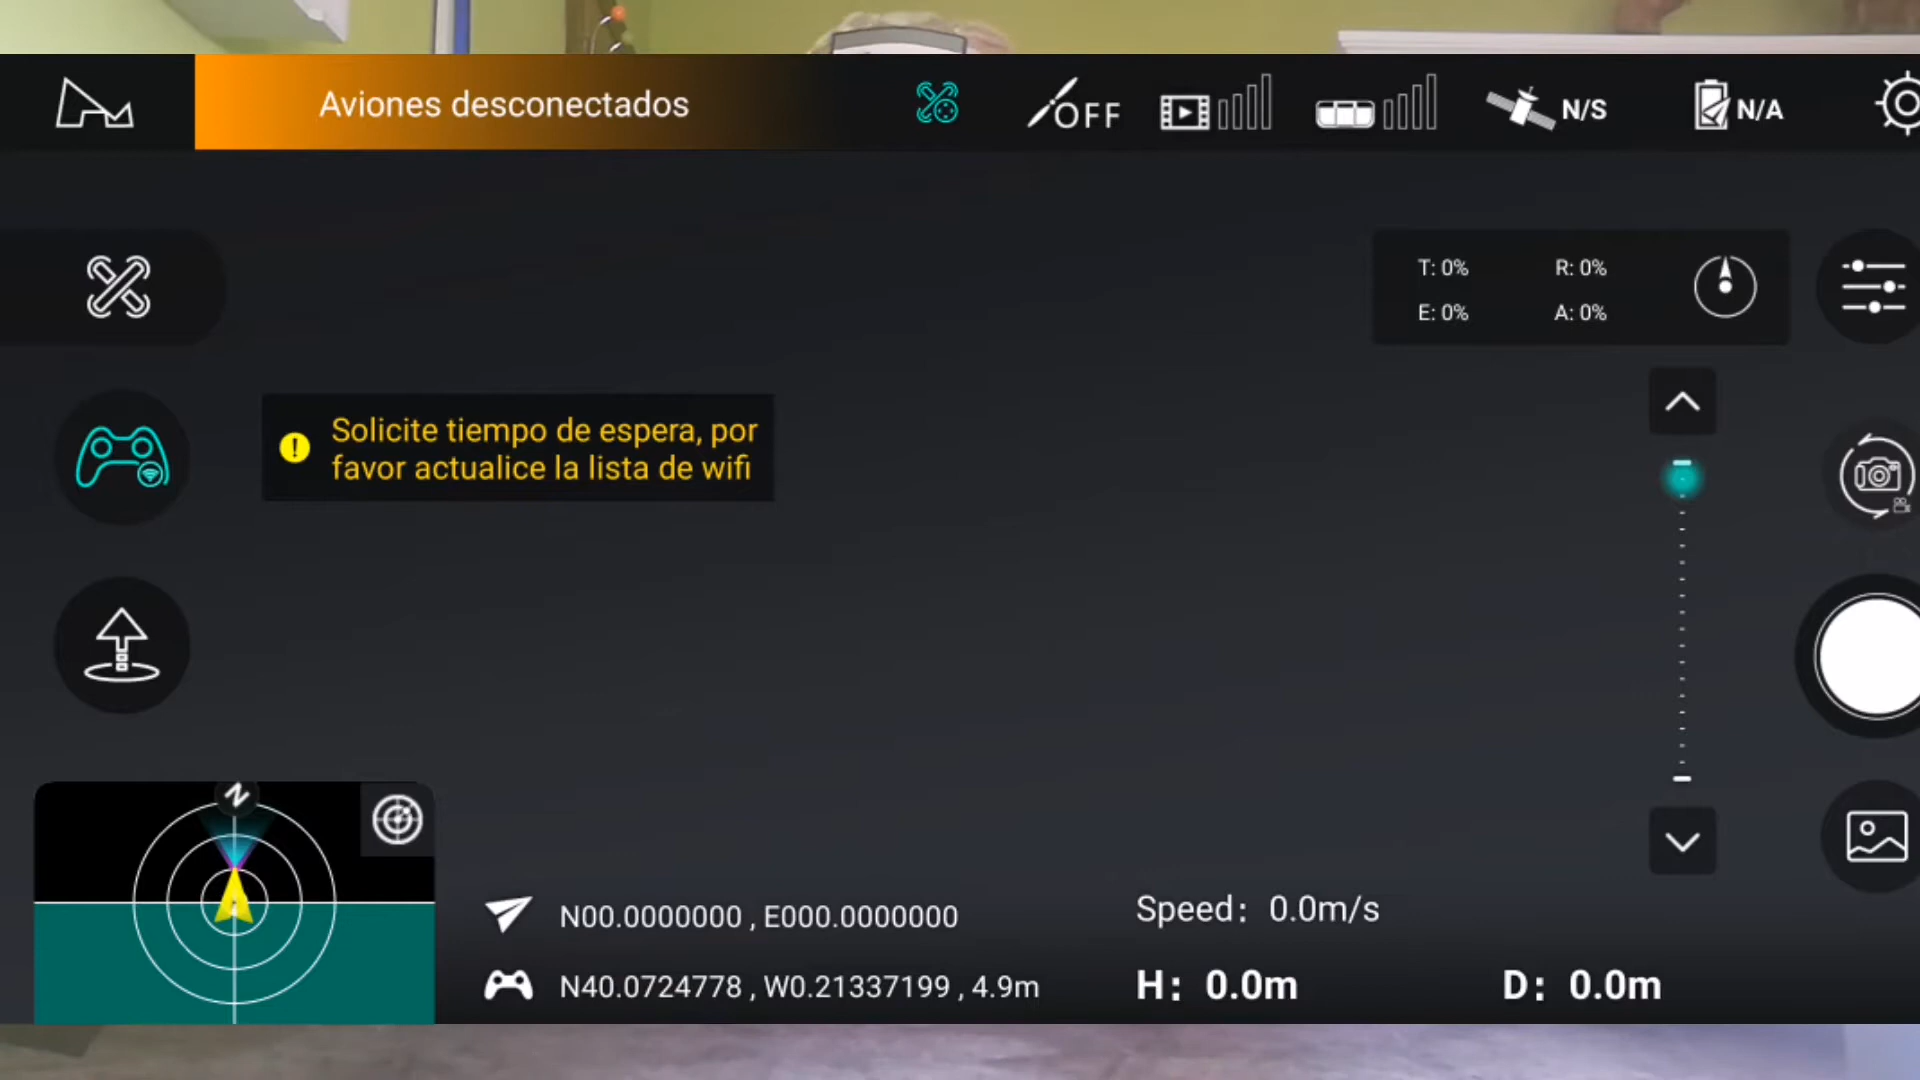 Aviones desconectados
OFF
N/S
N/A
T: 0% R: 0%
E: 0% A: 0%
Solicite tiempo de espera, por
favor actualice la lista de wifi
N
N00.0000000 , E000.0000000
Speed: 0.0m/s
N40.0724778 , W0.21337199 , 4.9m
H: 0.0m
D: 0.0m